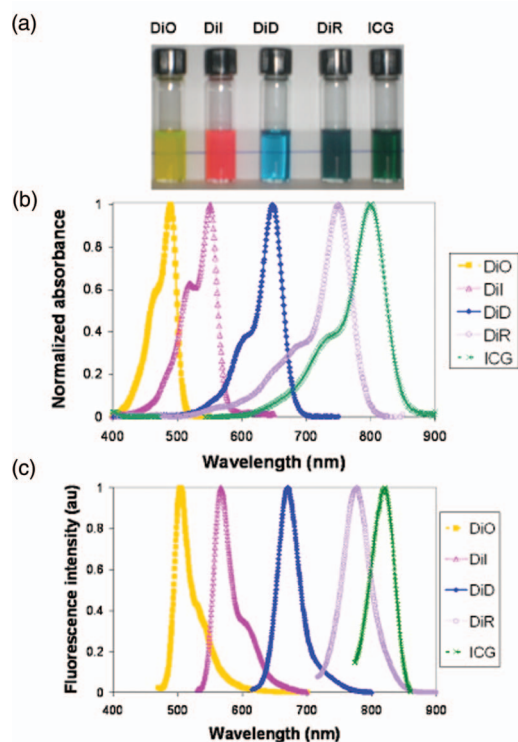 (a)
DiO DiI DiD DiR ICG
(b)
Normalized absorbance
1
0.8
0.6
0.4
0.2
0
400 500 600 700 800 900
Wavelength (nm)
DiO
DiI
DiD
DiR
ICG
(c)
Fluorescence intensity (au)
1
0.8
0.6
0.4
0.2
0
400 500 600 700 800 900
Wavelength (nm)
DiO
DiI
DiD
DiR
ICG